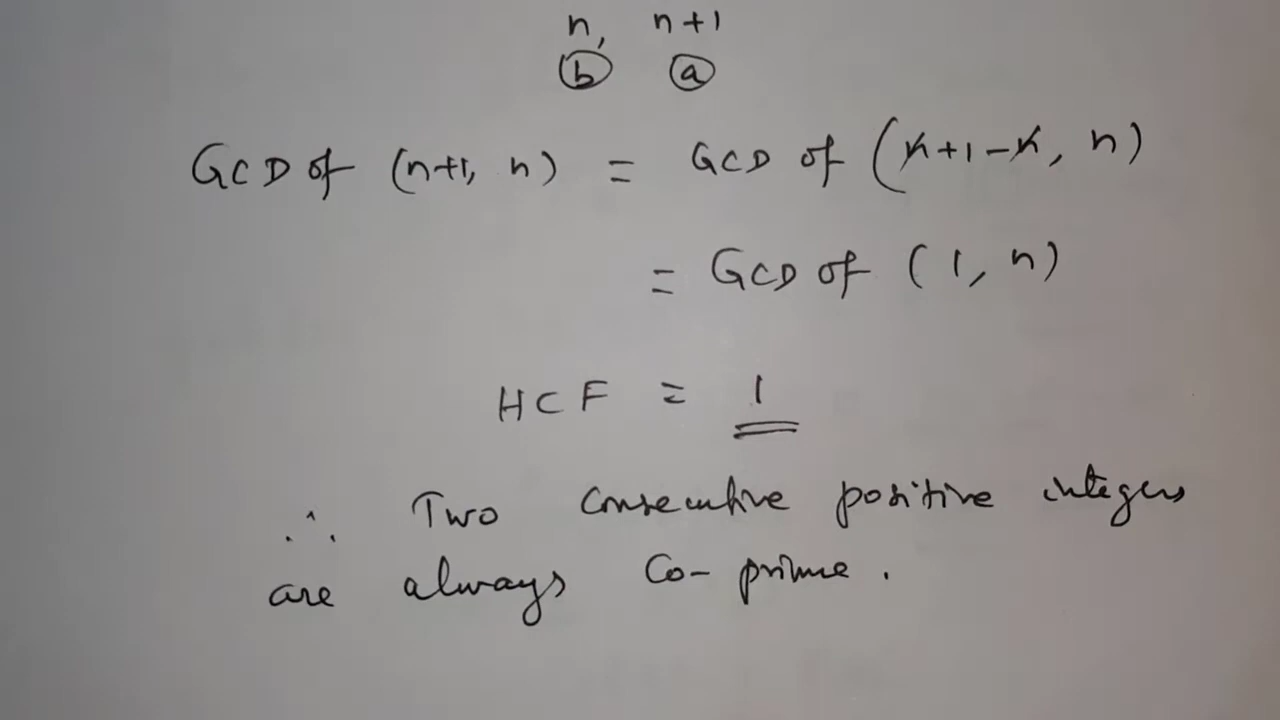 n, n+1
b a
GCD of (n+1, n) = GCD of (n+1-n, n)
= GCD of (1, n)
HCF = 1
∴ Two consecutive positive integers
are always Co-prime.